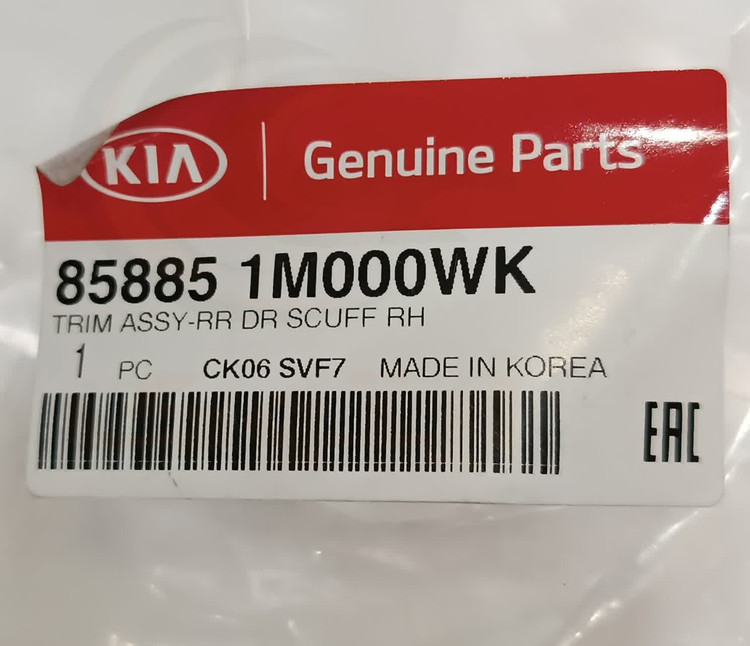 KIA Genuine Parts
85885 1M000WK
TRIM ASSY-RR DR SCUFF RH
1 PC CK06 SVF7 MADE IN KOREA
EAC